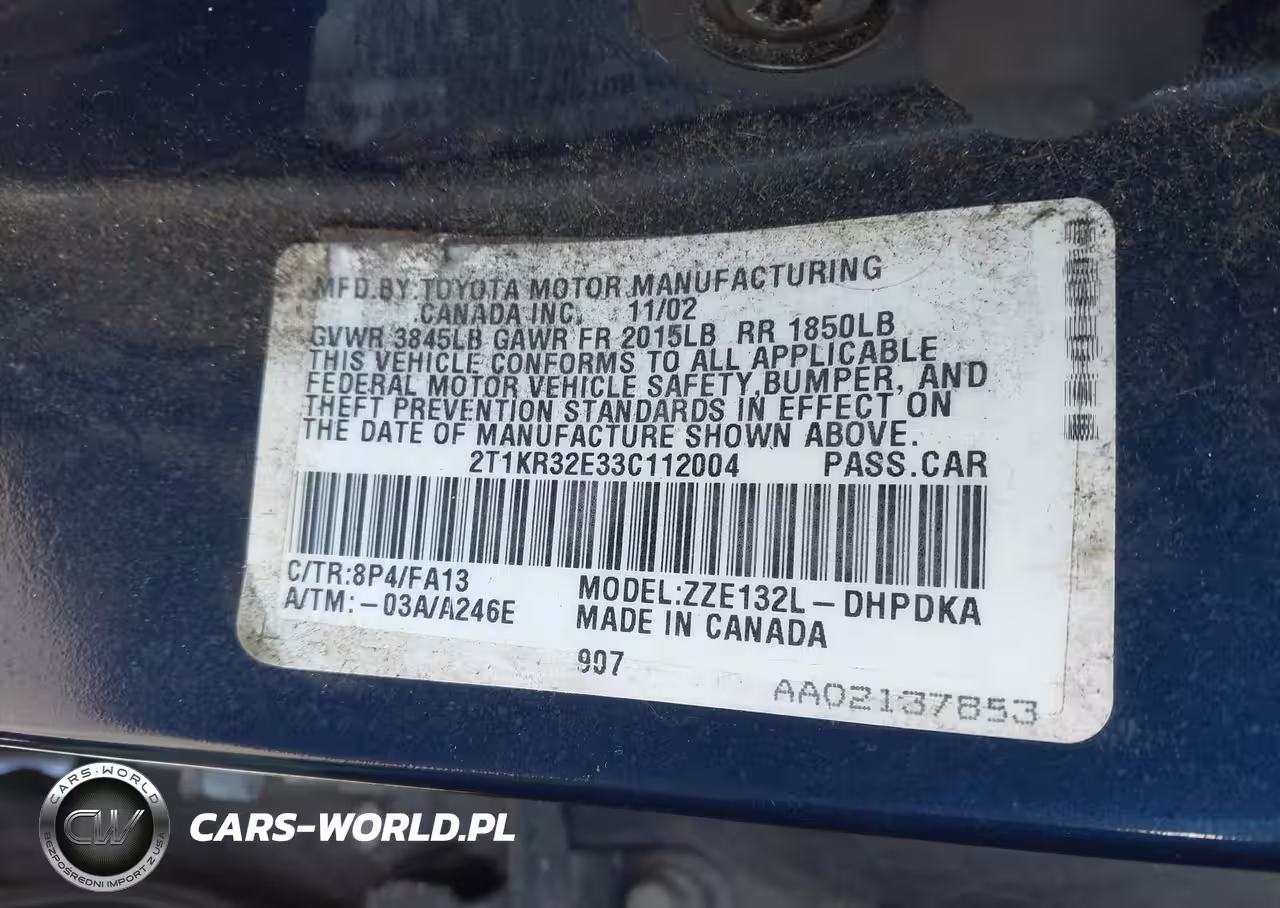 MFD.BY.TOYOTA MOTOR MANUFACTURING
CANADA INC. 11/02
GVWR 3845LB GAWR FR 2015LB RR 1850LB
THIS VEHICLE CONFORMS TO ALL APPLICABLE
FEDERAL MOTOR VEHICLE SAFETY, BUMPER, AND
THEFT PREVENTION STANDARDS IN EFFECT ON
THE DATE OF MANUFACTURE SHOWN ABOVE.
2T1KR32E33C112004 PASS.CAR
C/TR:8P4/FA13 MODEL:ZZE132L-DHPDKA
A/TM:-03A/A246E MADE IN CANADA
907
AA02137853
CARS-WORLD
CW
BEZPOŚREDNI IMPORT Z USA
CARS-WORLD.PL